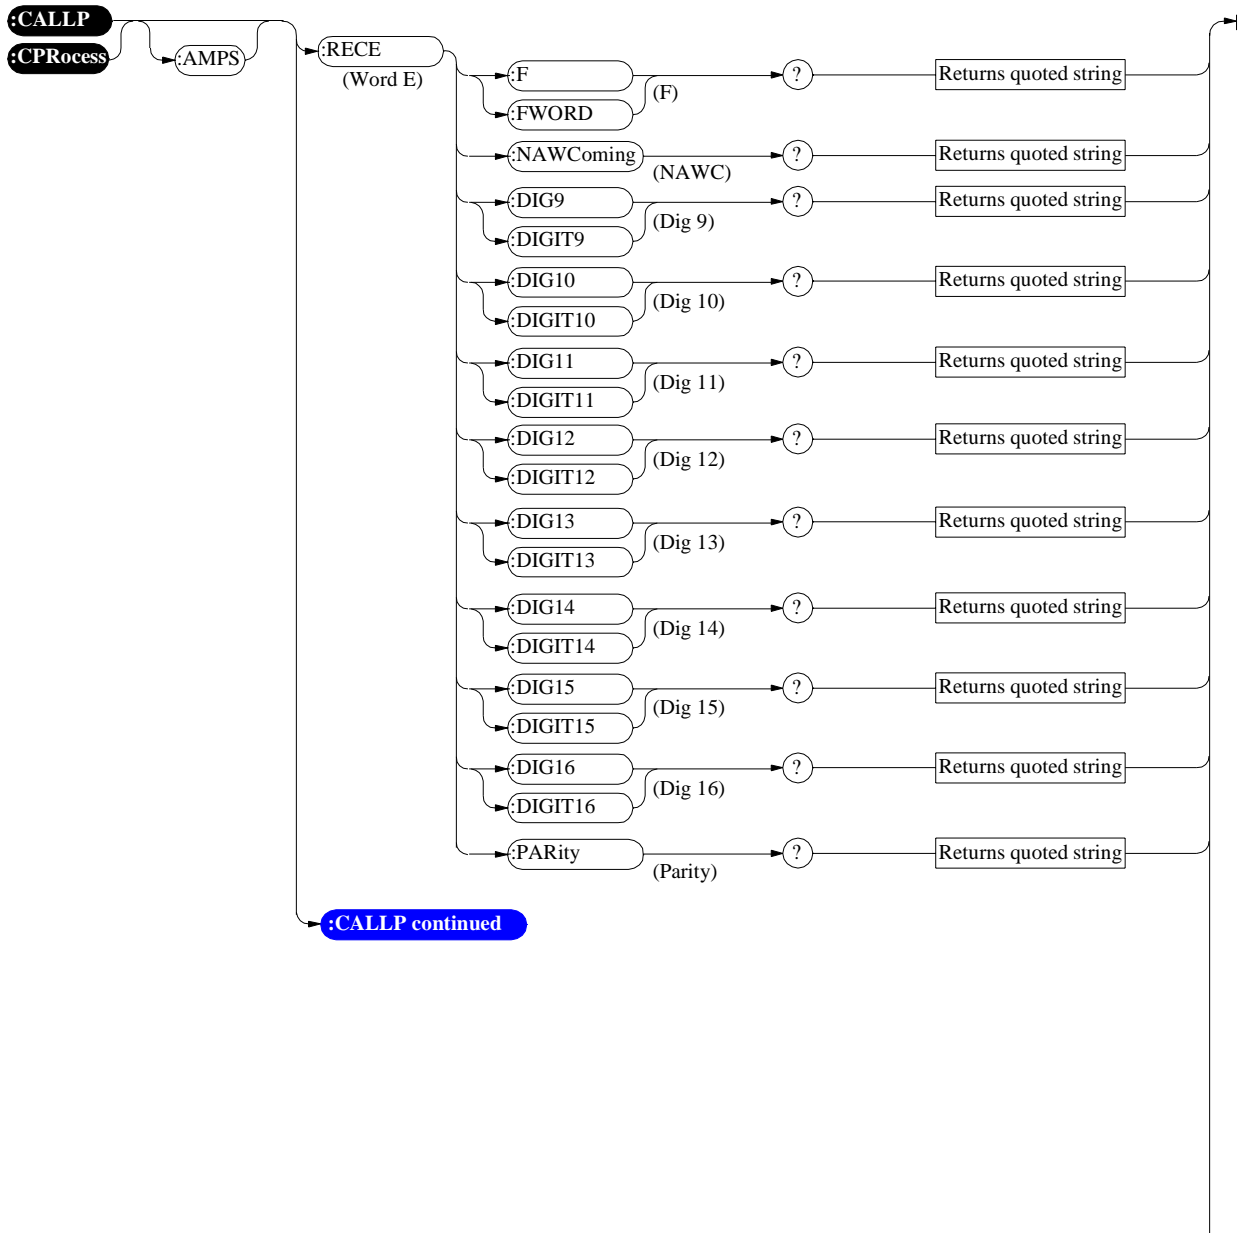 :CALLP
:CPRocess
:AMPS
:RECE
(Word E)
:F
(F)
?
Returns quoted string
:FWORD
:NAWComing
(NAWC)
?
Returns quoted string
:DIG9
(Dig 9)
?
Returns quoted string
:DIGIT9
:DIG10
(Dig 10)
?
Returns quoted string
:DIGIT10
:DIG11
(Dig 11)
?
Returns quoted string
:DIGIT11
:DIG12
(Dig 12)
?
Returns quoted string
:DIGIT12
:DIG13
(Dig 13)
?
Returns quoted string
:DIGIT13
:DIG14
(Dig 14)
?
Returns quoted string
:DIGIT14
:DIG15
(Dig 15)
?
Returns quoted string
:DIGIT15
:DIG16
(Dig 16)
?
Returns quoted string
:DIGIT16
:PARity
(Parity)
?
Returns quoted string
:CALLP continued